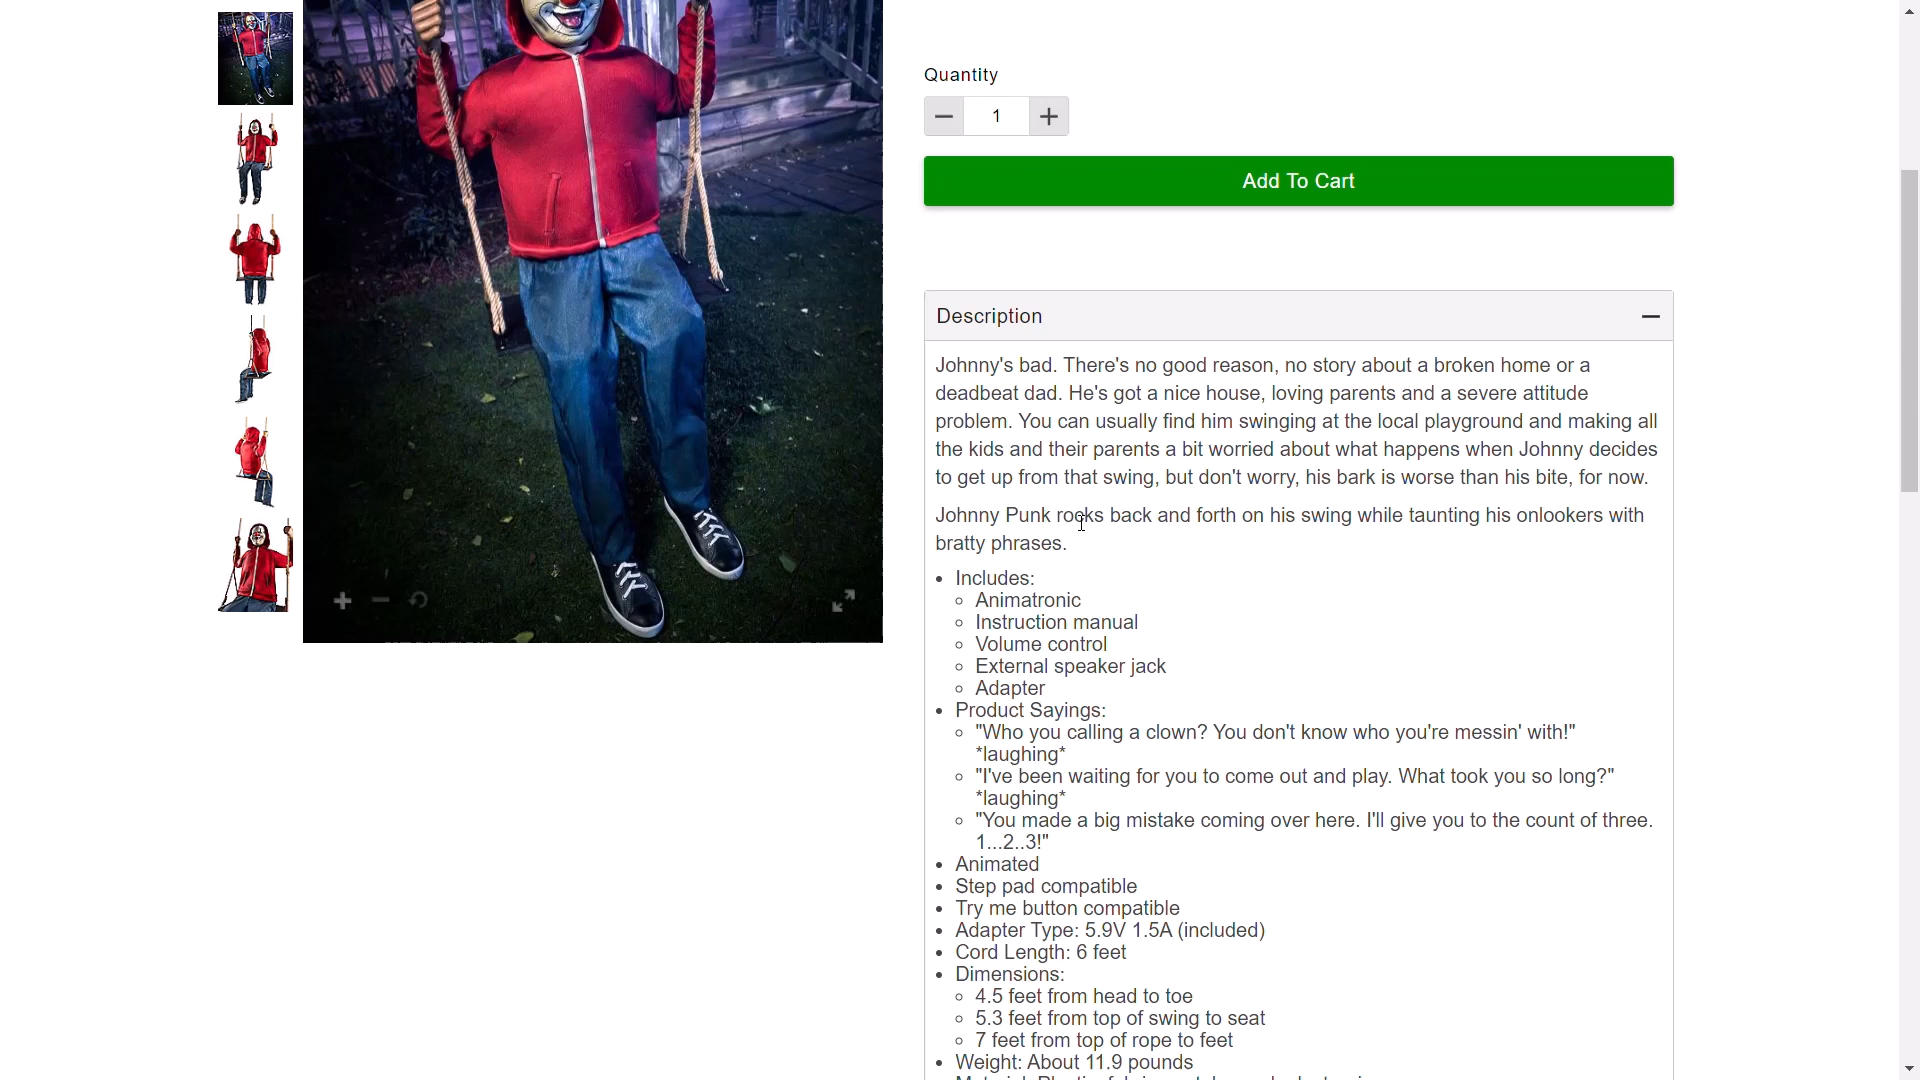 Quantity
1
Add To Cart
Description
Johnny's bad. There's no good reason, no story about a broken home or a
deadbeat dad. He's got a nice house, loving parents and a severe attitude
problem. You can usually find him swinging at the local playground and making all
the kids and their parents a bit worried about what happens when Johnny decides
to get up from that swing, but don't worry, his bark is worse than his bite, for now.
Johnny Punk rocks back and forth on his swing while taunting his onlookers with
bratty phrases.
Includes:
Animatronic
Instruction manual
Volume control
External speaker jack
Adapter
Product Sayings:
"Who you calling a clown? You don't know who you're messin' with!"
*laughing*
"I've been waiting for you to come out and play. What took you so long?"
*laughing*
"You made a big mistake coming over here. I'll give you to the count of three.
1...2..3!"
Animated
Step pad compatible
Try me button compatible
Adapter Type: 5.9V 1.5A (included)
Cord Length: 6 feet
Dimensions:
4.5 feet from head to toe
5.3 feet from top of swing to seat
7 feet from top of rope to feet
Weight: About 11.9 pounds